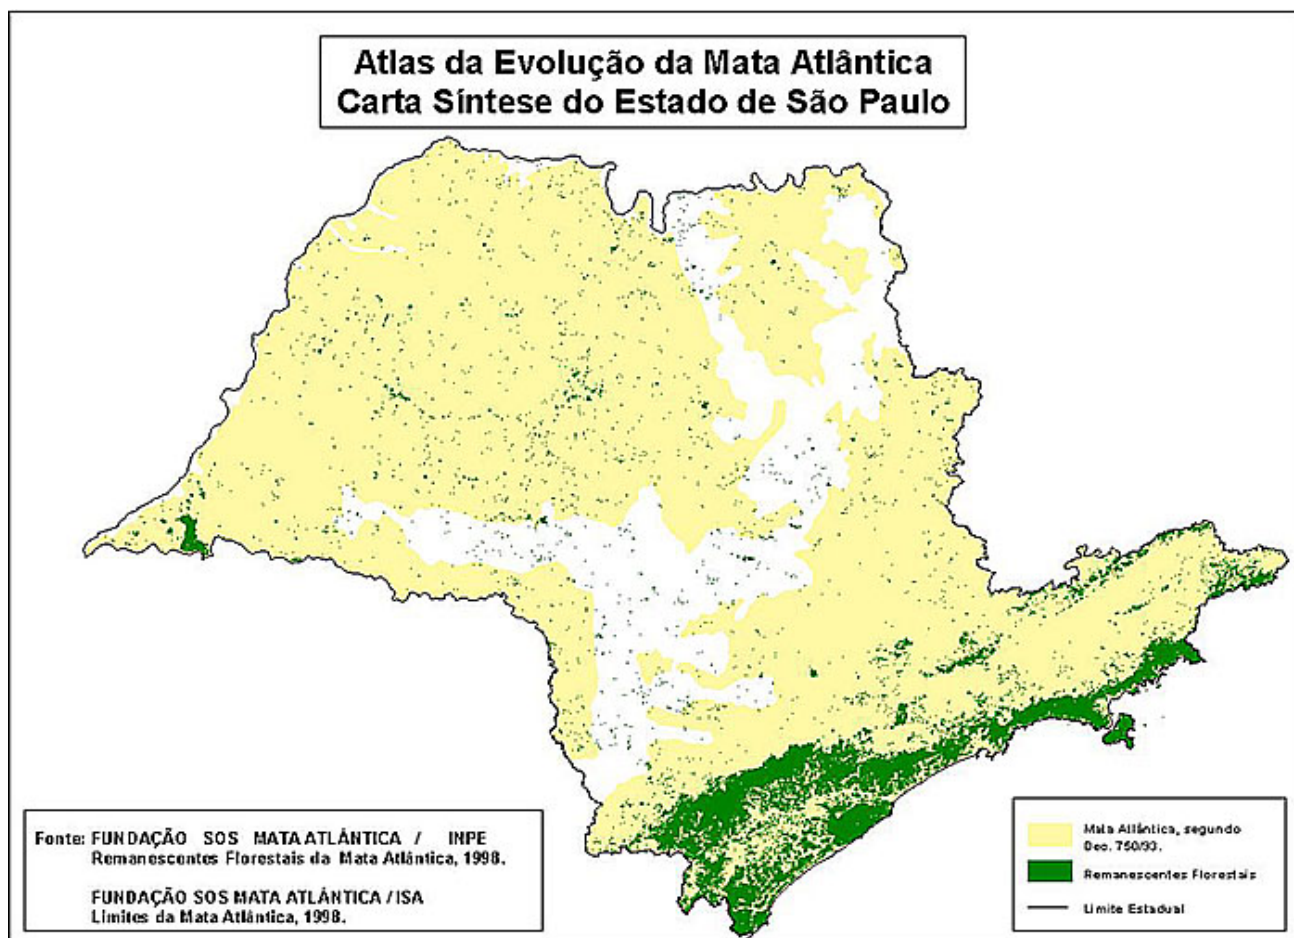 Atlas da Evolução da Mata Atlântica
Carta Síntese do Estado de São Paulo
Fonte: FUNDAÇÃO SOS MATA ATLÂNTICA / INPE
Remanescentes Florestais da Mata Atlântica, 1998.
FUNDAÇÃO SOS MATA ATLÂNTICA / ISA
Limites da Mata Atlântica, 1998.
Mata Atlântica, segundo
Dec. 750/93.
Remanescentes Florestais
Limite Estadual